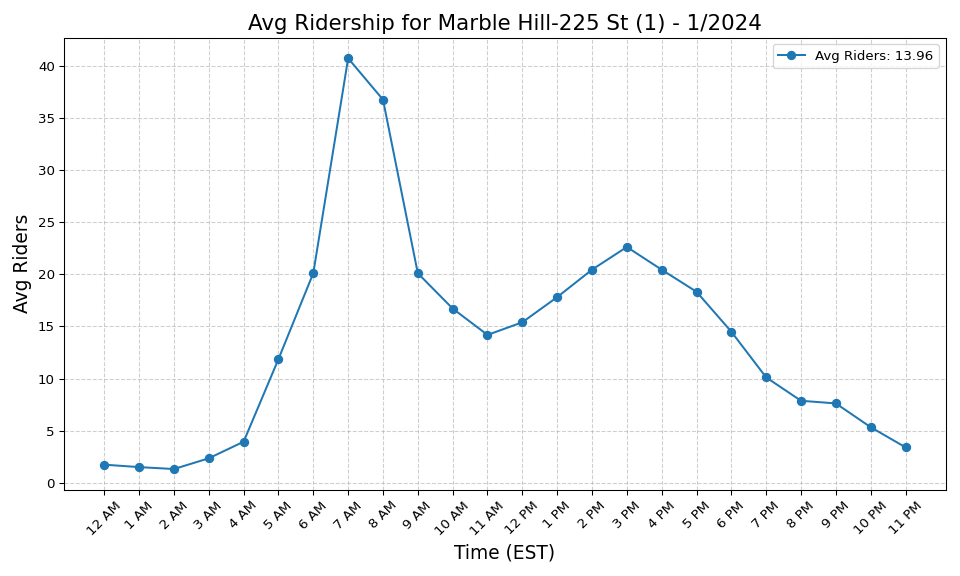 Avg Ridership for Marble Hill-225 St (1) - 1/2024
Avg Riders: 13.96
Avg Riders
40
35
30
25
20
15
10
5
0
12 AM
1 AM
2 AM
3 AM
4 AM
5 AM
6 AM
7 AM
8 AM
9 AM
10 AM
11 AM
12 PM
1 PM
2 PM
3 PM
4 PM
5 PM
6 PM
7 PM
8 PM
9 PM
10 PM
11 PM
Time (EST)